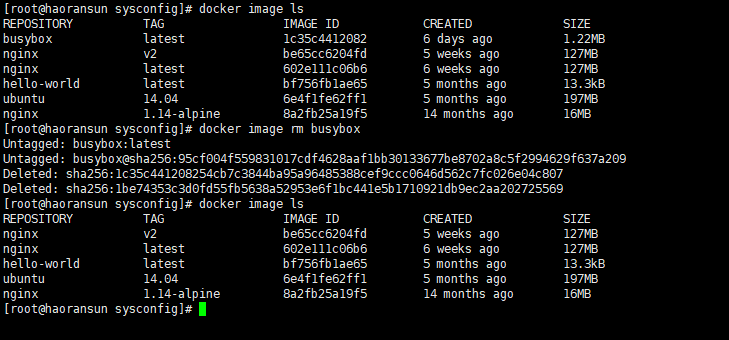 [root@haoransun sysconfig]# docker image ls
REPOSITORY TAG IMAGE ID CREATED SIZE
busybox latest 1c35c4412082 6 days ago 1.22MB
nginx v2 be65cc6204fd 5 weeks ago 127MB
nginx latest 602e111c06b6 6 weeks ago 127MB
hello-world latest bf756fb1ae65 5 months ago 13.3kB
ubuntu 14.04 6e4f1fe62ff1 5 months ago 197MB
nginx 1.14-alpine 8a2fb25a19f5 14 months ago 16MB
[root@haoransun sysconfig]# docker image rm busybox
Untagged: busybox:latest
Untagged: busybox@sha256:95cf004f559831017cdf4628aaf1bb30133677be8702a8c5f2994629f637a209
Deleted: sha256:1c35c441208254cb7c3844ba95a96485388cef9ccc0646d562c7fc026e04c807
Deleted: sha256:1be74353c3d0fd55fb5638a52953e6f1bc441e5b1710921db9ec2aa202725569
[root@haoransun sysconfig]# docker image ls
REPOSITORY TAG IMAGE ID CREATED SIZE
nginx v2 be65cc6204fd 5 weeks ago 127MB
nginx latest 602e111c06b6 6 weeks ago 127MB
hello-world latest bf756fb1ae65 5 months ago 13.3kB
ubuntu 14.04 6e4f1fe62ff1 5 months ago 197MB
nginx 1.14-alpine 8a2fb25a19f5 14 months ago 16MB
[root@haoransun sysconfig]#